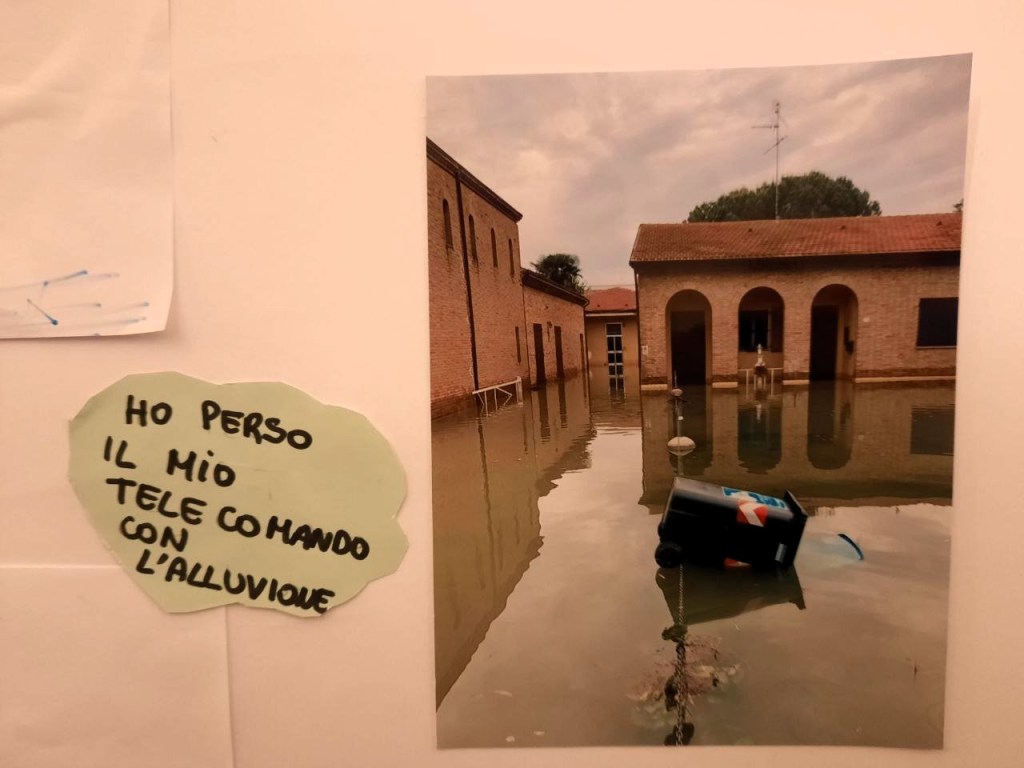 HO PERSO
IL MIO
TELECOMANDO
CON
L'ALLUVIONE